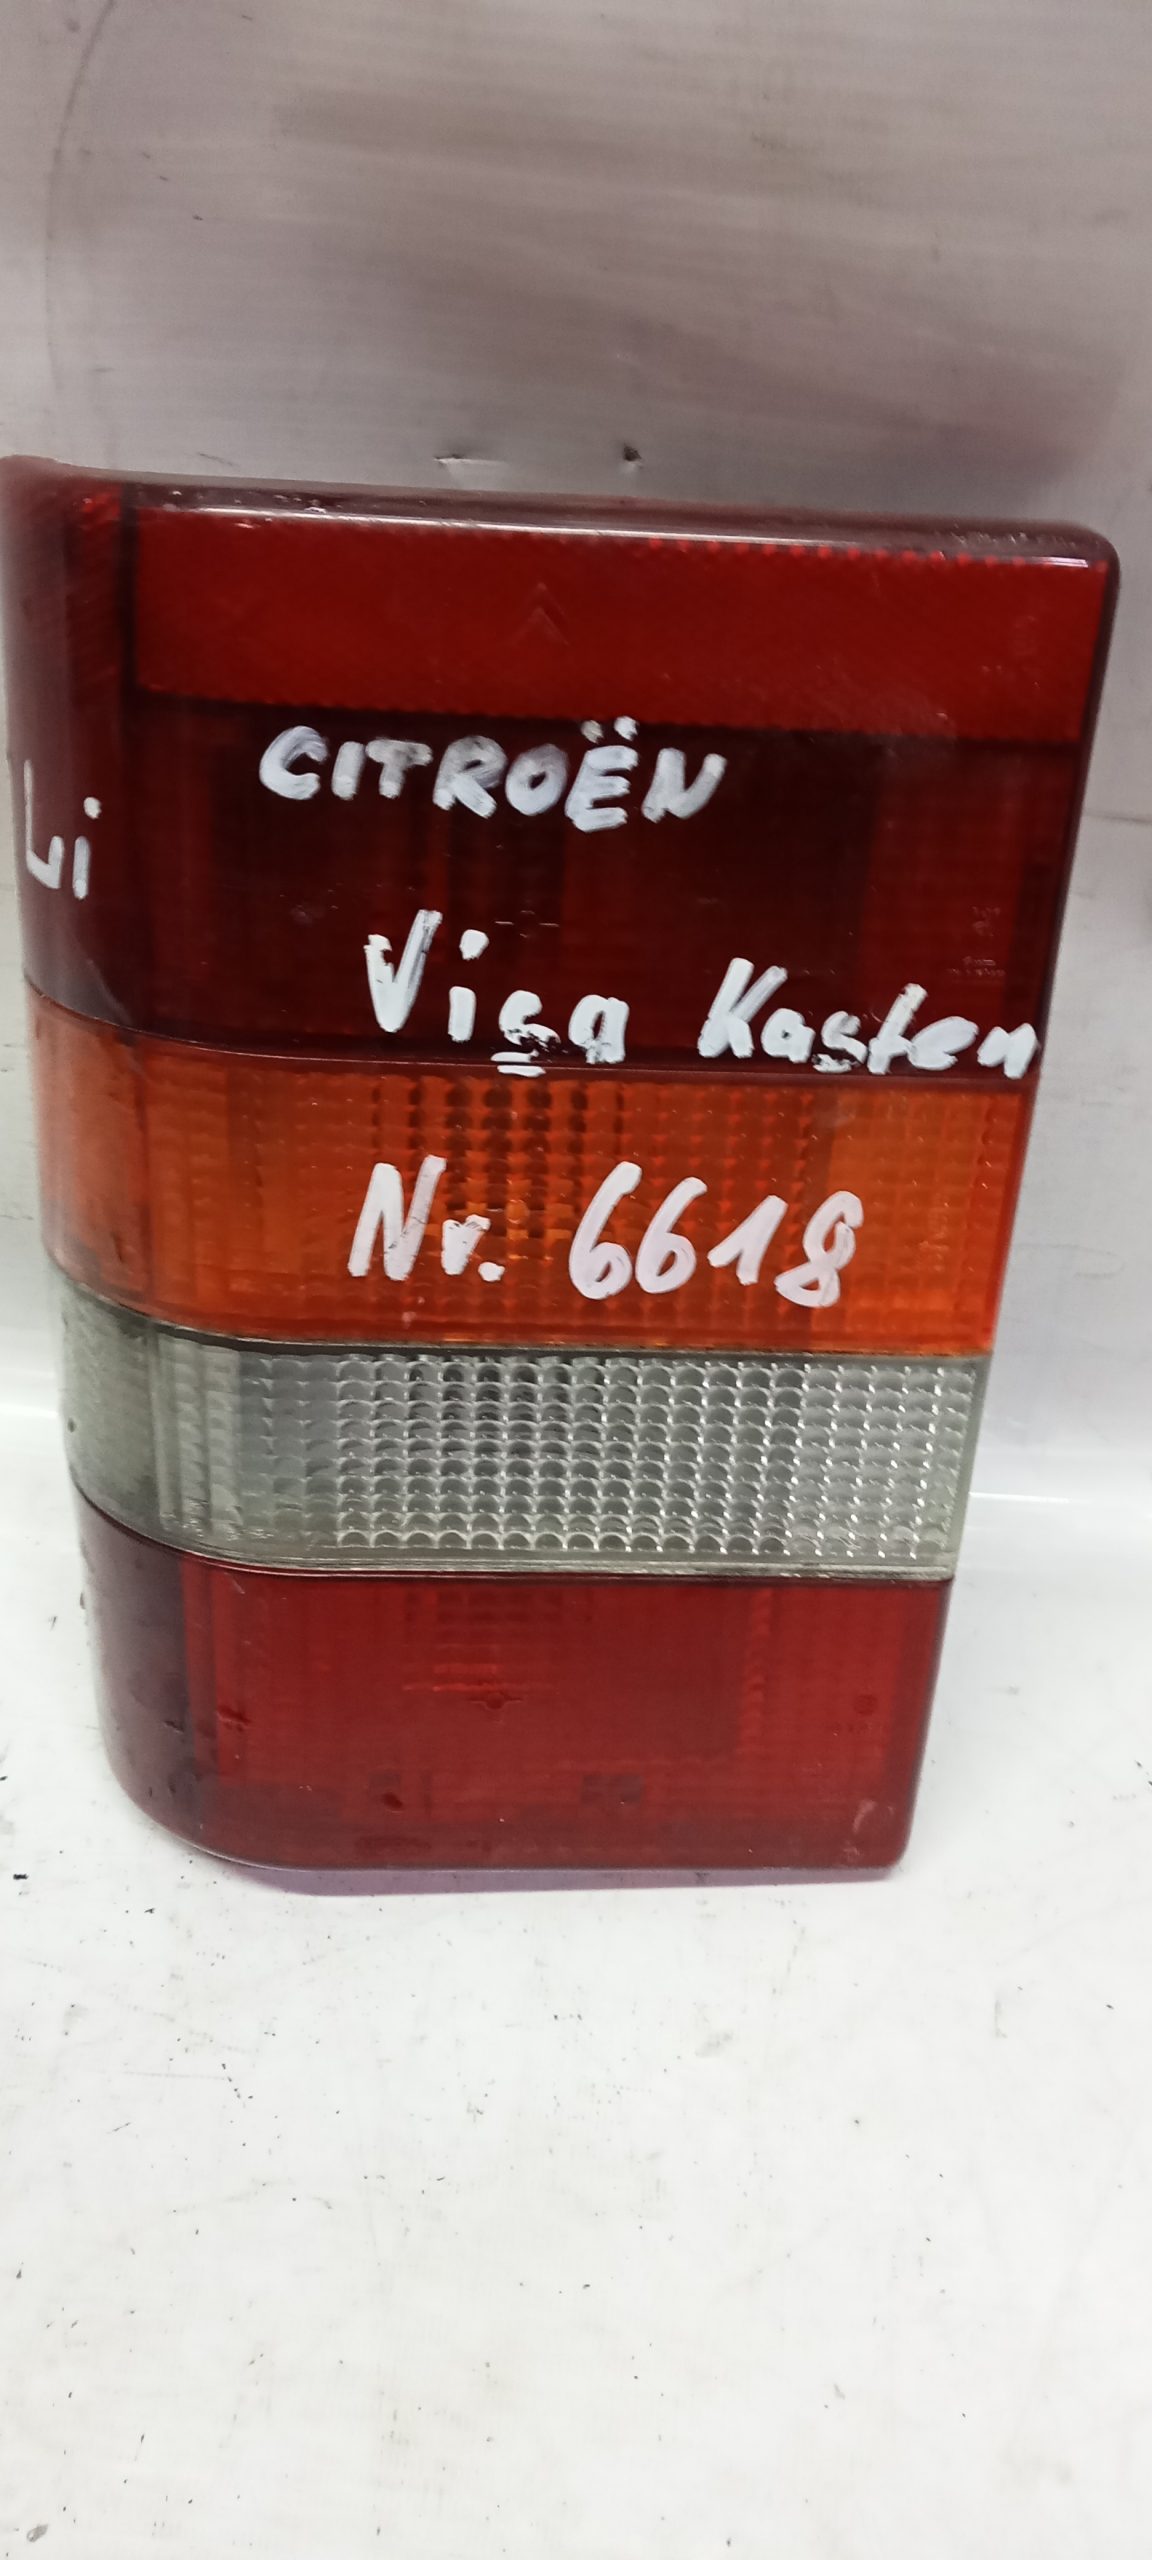 CITROËN
Li
Visa Kasten
Nr. 6618